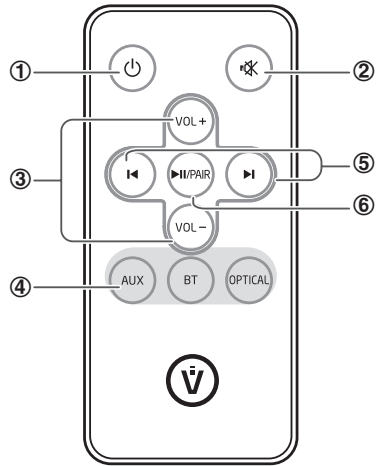 ① ②
VOL+
③ ⑤
▶II/PAIR
⑥
VOL−
④ AUX BT OPTICAL
V̇